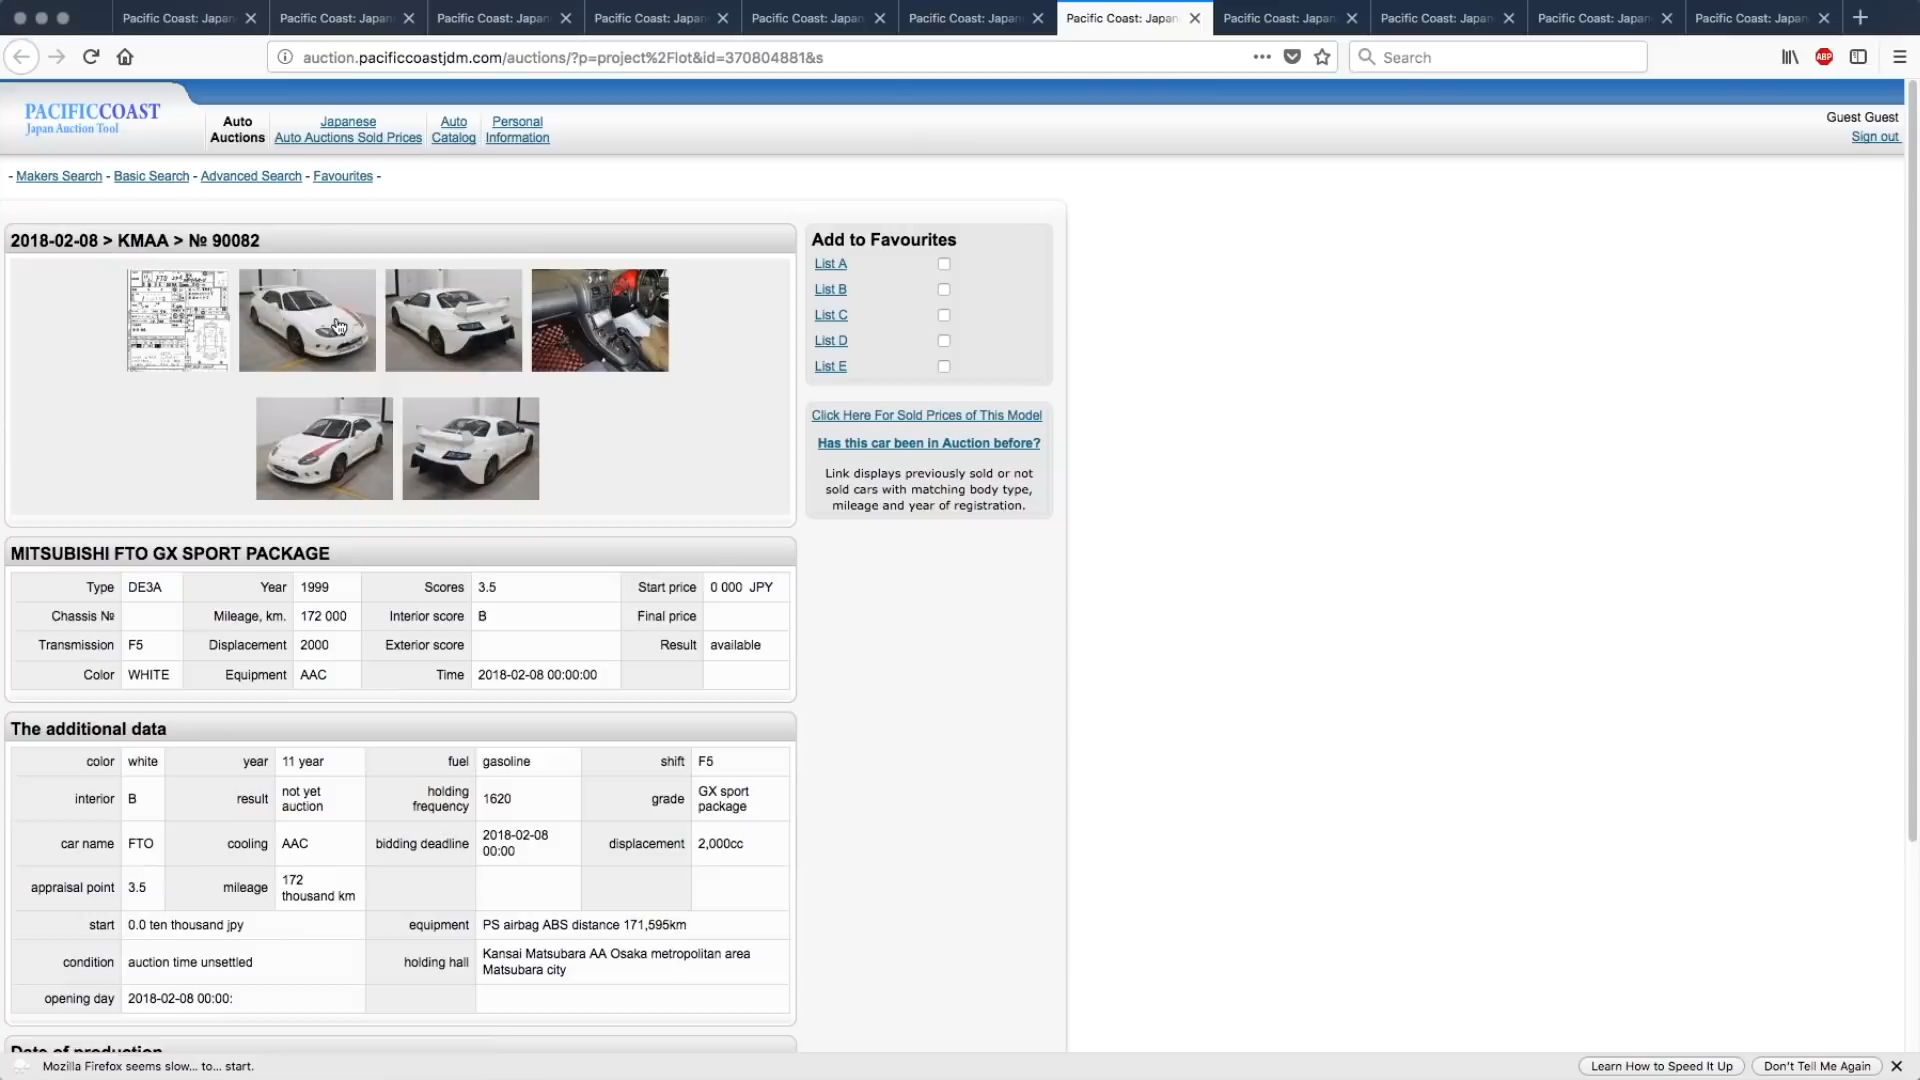 Pacific Coast: Japan
Pacific Coast: Japan
Pacific Coast: Japan
Pacific Coast: Japan
Pacific Coast: Japan
Pacific Coast: Japan
Pacific Coast: Japan
Pacific Coast: Japan
Pacific Coast: Japan
Pacific Coast: Japan
Pacific Coast: Japan
auction.pacificcoastjdm.com/auctions/?p=project%2Flot&id=370804881&s
Search
ABP
PACIFICCOAST
Japan Auction Tool
Auto
Auctions
Japanese
Auto Auctions Sold Prices
Auto
Catalog
Personal
Information
Guest Guest
Sign out
- Makers Search - Basic Search - Advanced Search - Favourites -
2018-02-08 > KMAA > № 90082
Add to Favourites
List A
List B
List C
List D
List E
Click Here For Sold Prices of This Model
Has this car been in Auction before?
Link displays previously sold or not
sold cars with matching body type,
mileage and year of registration.
MITSUBISHI FTO GX SPORT PACKAGE
Type DE3A Year 1999 Scores 3.5 Start price 0 000 JPY
Chassis № Mileage, km. 172 000 Interior score B Final price
Transmission F5 Displacement 2000 Exterior score Result available
Color WHITE Equipment AAC Time 2018-02-08 00:00:00
The additional data
color white year 11 year fuel gasoline shift F5
interior B result not yet auction holding frequency 1620 grade GX sport package
car name FTO cooling AAC bidding deadline 2018-02-08 00:00 displacement 2,000cc
appraisal point 3.5 mileage 172 thousand km
start 0.0 ten thousand jpy equipment PS airbag ABS distance 171,595km
condition auction time unsettled holding hall Kansai Matsubara AA Osaka metropolitan area Matsubara city
opening day 2018-02-08 00:00:
Date of production
Mozilla Firefox seems slow... to... start.
Learn How to Speed It Up
Don't Tell Me Again